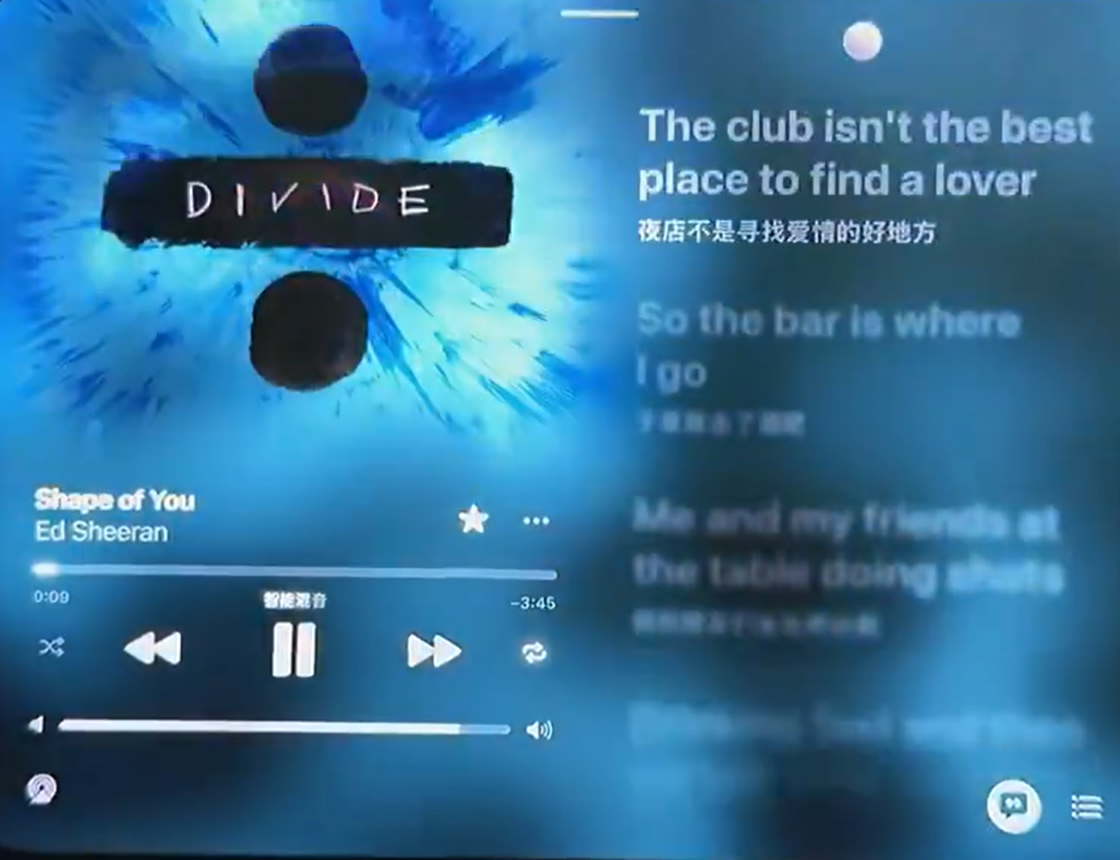 DIVIDE
Shape of You
Ed Sheeran
0:09
智能混音
-3:45
The club isn't the best
place to find a lover
夜店不是寻找爱情的好地方
So the bar is where
I go
Me and my friends at
the table doing shots